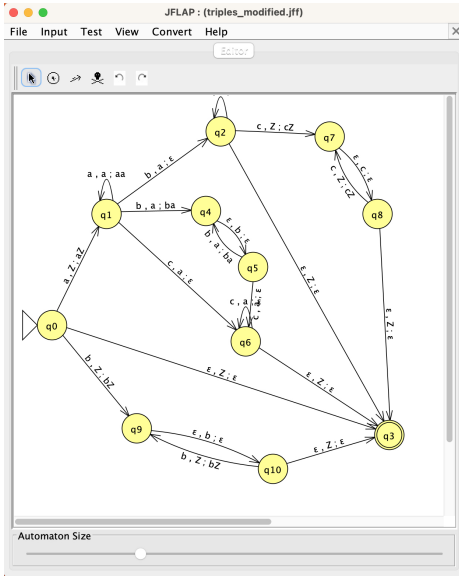 JFLAP : (triples_modified.jff)
File Input Test View Convert Help
Editor
q2
c , Z ; cZ
q7
ε , c ; ε
c , Z ; cZ
a , a ; aa
b , a ; ε
q1
b , a ; ba
q4
q8
ε , b ; ε
b , a ; ba
q5
c , a ; ε
a , Z ; aZ
c , a ; ε
c , a ; ε
q6
ε , Z ; ε
ε , Z ; ε
q0
ε , Z ; ε
ε , Z ; ε
b , Z ; bZ
q9
ε , b ; ε
q3
b , Z ; bZ
q10
ε , Z ; ε
Automaton Size